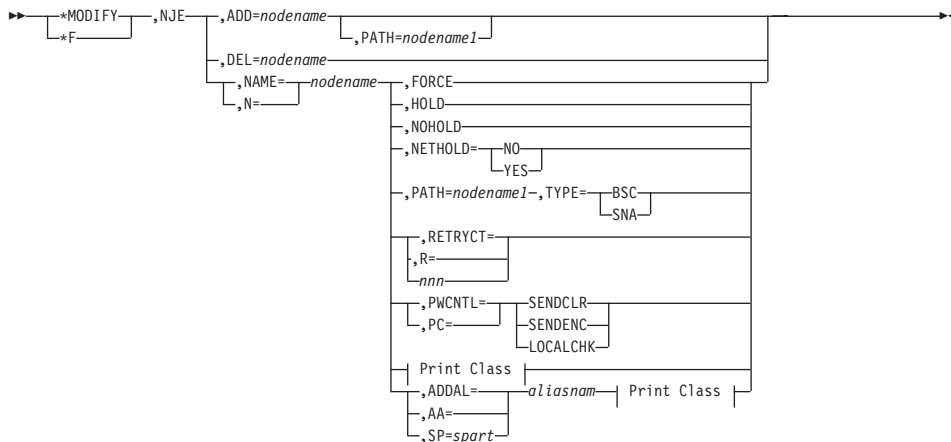 *MODIFY ,NJE ,ADD=nodename
*F ,PATH=nodename1
,DEL=nodename
,NAME= nodename ,FORCE
,N= ,HOLD
,NOHOLD
,NETHOLD= NO
YES
,PATH=nodename1 ,TYPE= BSC
SNA
,RETRYCT=
,R=
nnn
,PWCNTL= SENDCLR
,PC= SENDENC
LOCALCHK
Print Class
,ADDAL= aliasnam Print Class
,AA=
,SP=spart